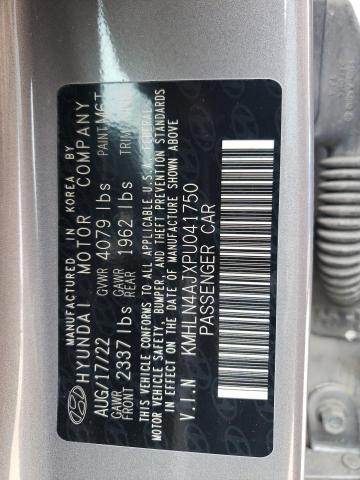 MANUFACTURED IN KOREA BY
HYUNDAI MOTOR COMPANY
AUG/17/22 GVWR 4079 lbs PAINT:M6T
GAWR FRONT 2337 lbs GAWR REAR 1962 lbs TRIM
THIS VEHICLE CONFORMS TO ALL APPLICABLE U.S.A. FEDERAL
MOTOR VEHICLE SAFETY, BUMPER, AND THEFT PREVENTION STANDARDS
IN EFFECT ON THE DATE OF MANUFACTURE SHOWN ABOVE
V.I.N KMHLN4AJXPU041750
PASSENGER CAR